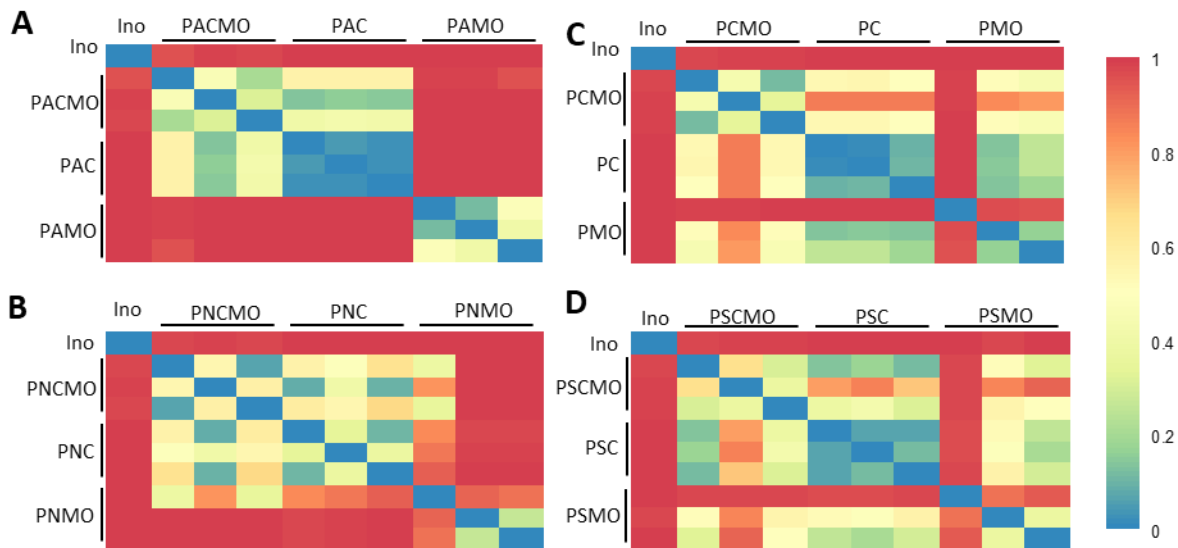 A
Ino PACMO PAC PAMO
Ino
PACMO
PAC
PAMO
C
Ino PCMO PC PMO
Ino
PCMO
PC
PMO
B
Ino PNCMO PNC PNMO
Ino
PNCMO
PNC
PNMO
D
Ino PSCMO PSC PSMO
Ino
PSCMO
PSC
PSMO
1
0.8
0.6
0.4
0.2
0